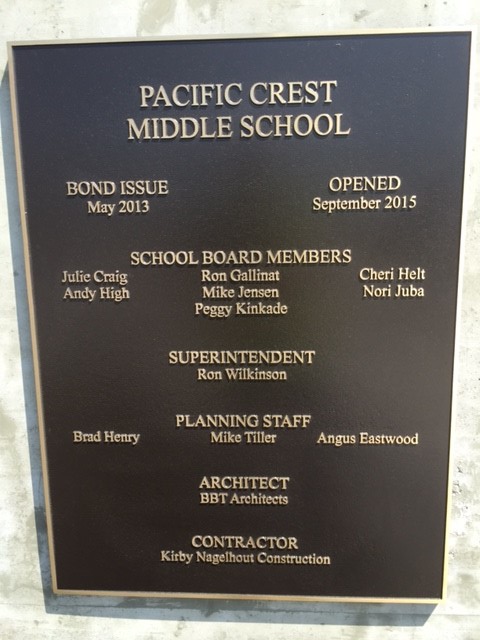 PACIFIC CREST
MIDDLE SCHOOL
BOND ISSUE
May 2013
OPENED
September 2015
SCHOOL BOARD MEMBERS
Julie Craig Ron Gallinat Cheri Helt
Andy High Mike Jensen Nori Juba
Peggy Kinkade
SUPERINTENDENT
Ron Wilkinson
PLANNING STAFF
Brad Henry Mike Tiller Angus Eastwood
ARCHITECT
BBT Architects
CONTRACTOR
Kirby Nagelhout Construction